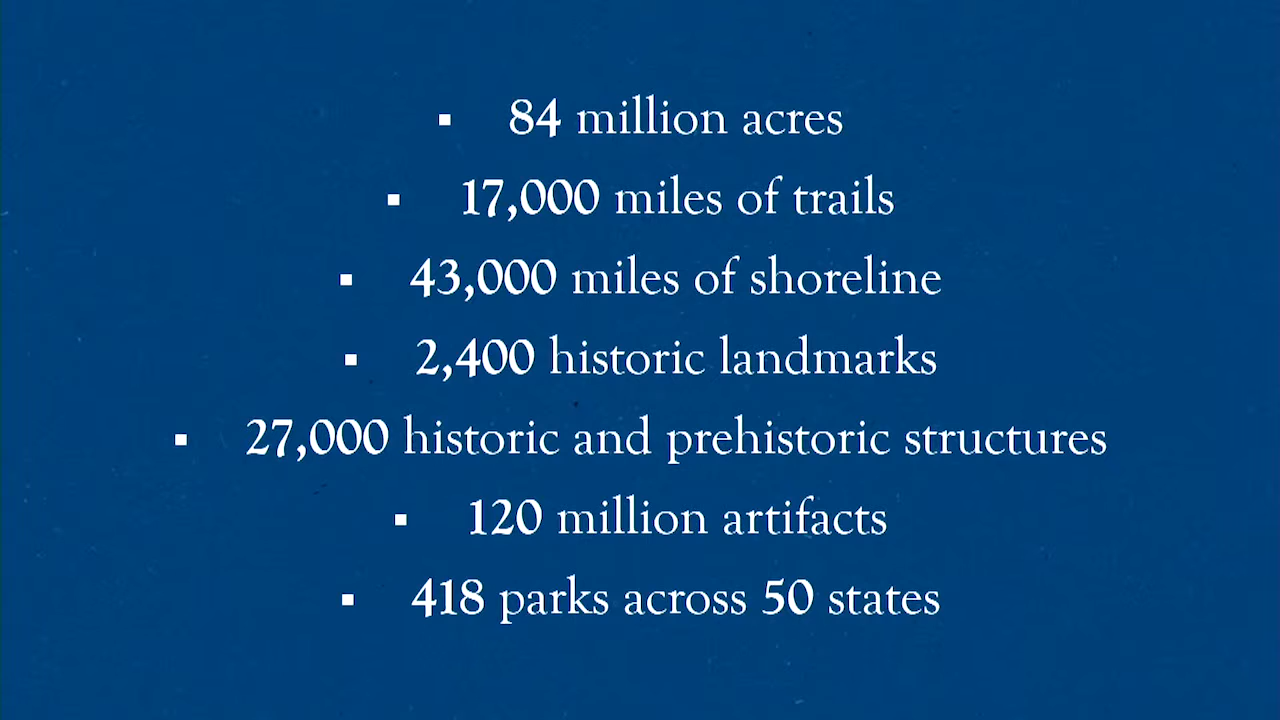 ▪ 84 million acres
▪ 17,000 miles of trails
▪ 43,000 miles of shoreline
▪ 2,400 historic landmarks
▪ 27,000 historic and prehistoric structures
▪ 120 million artifacts
▪ 418 parks across 50 states